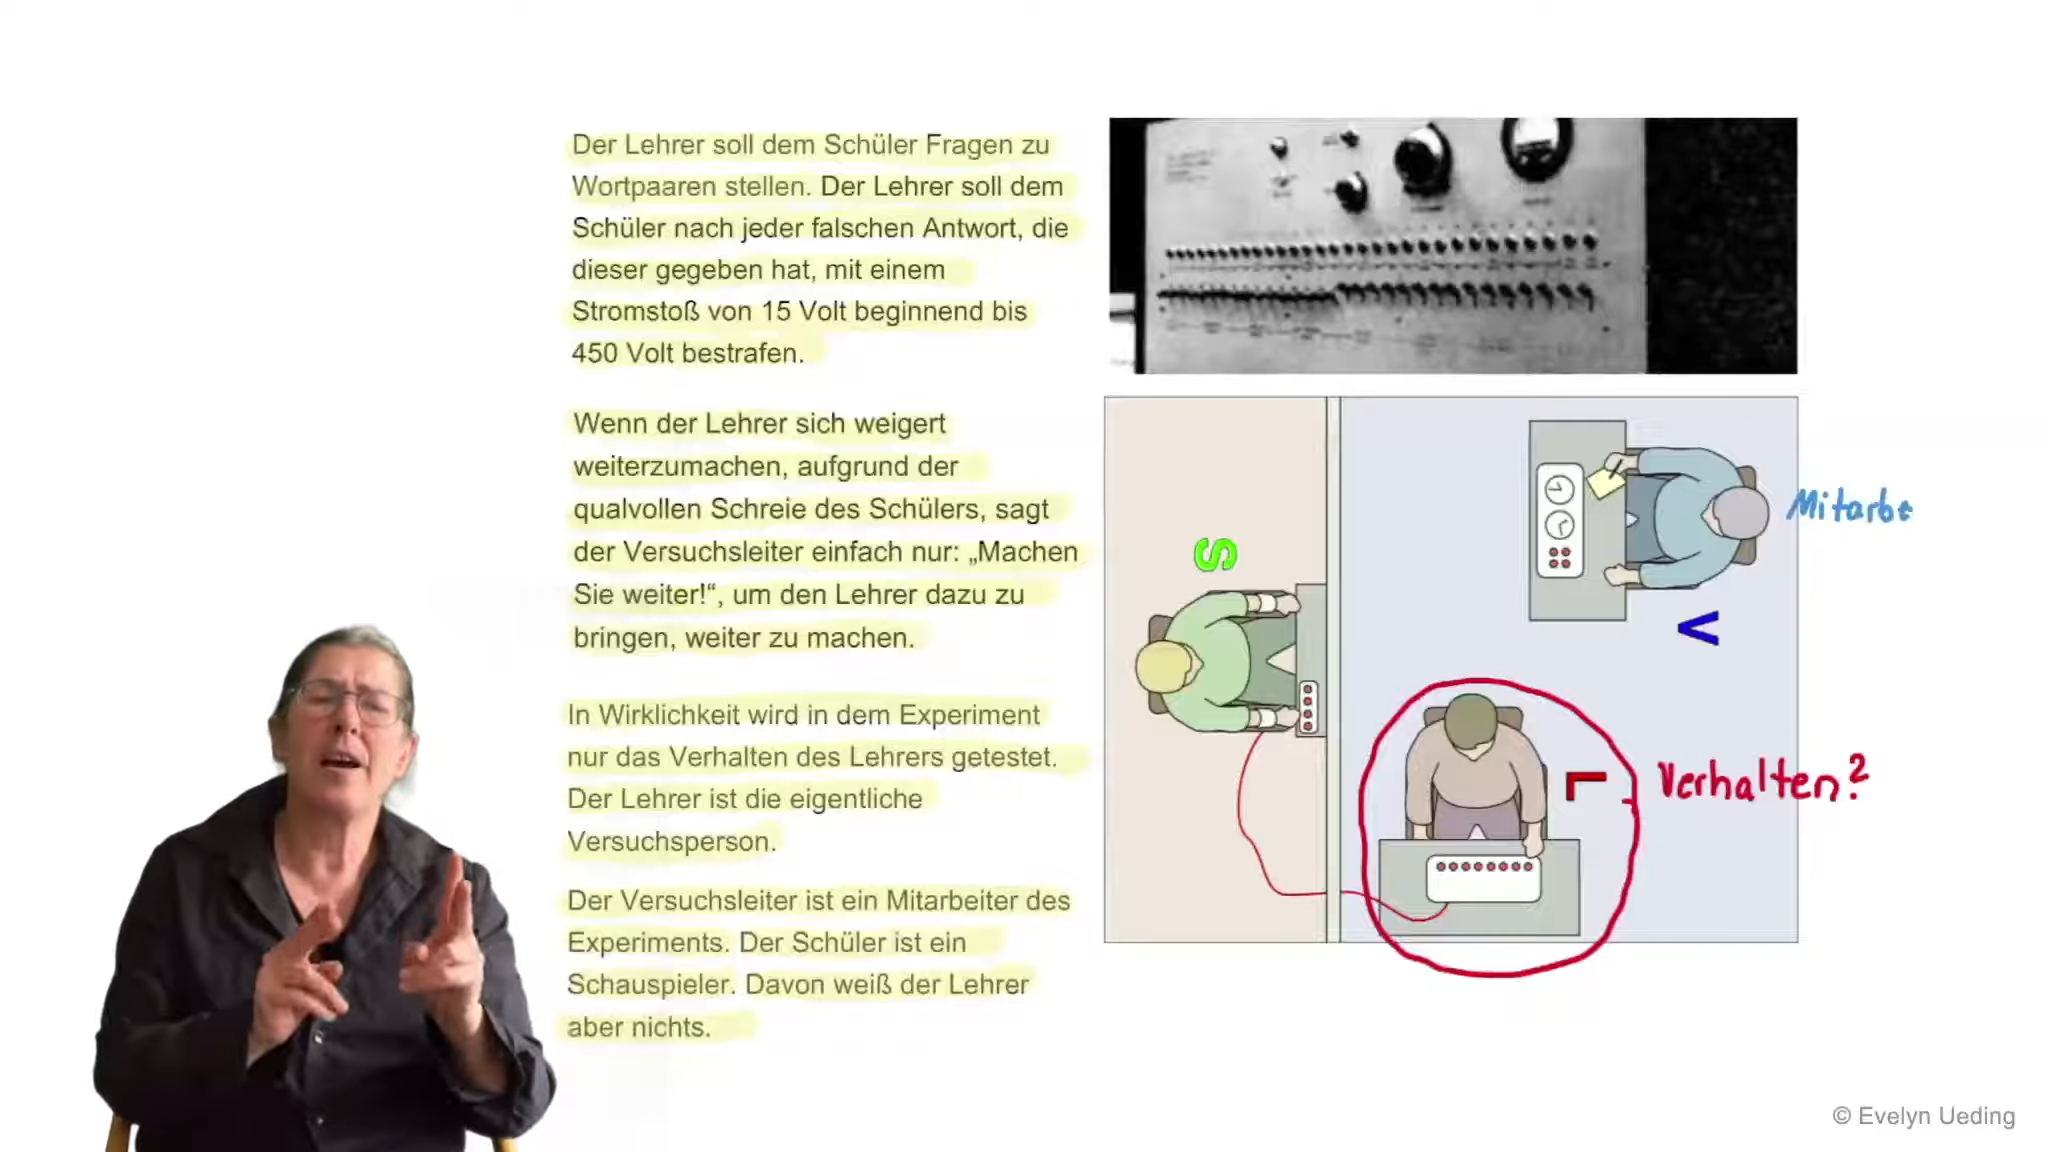 Der Lehrer soll dem Schüler Fragen zu
Wortpaaren stellen. Der Lehrer soll dem
Schüler nach jeder falschen Antwort, die
dieser gegeben hat, mit einem
Stromstoß von 15 Volt beginnend bis
450 Volt bestrafen.
Wenn der Lehrer sich weigert
weiterzumachen, aufgrund der
qualvollen Schreie des Schülers, sagt
der Versuchsleiter einfach nur: „Machen
Sie weiter!“, um den Lehrer dazu zu
bringen, weiter zu machen.
In Wirklichkeit wird in dem Experiment
nur das Verhalten des Lehrers getestet.
Der Lehrer ist die eigentliche
Versuchsperson.
Der Versuchsleiter ist ein Mitarbeiter des
Experiments. Der Schüler ist ein
Schauspieler. Davon weiß der Lehrer
aber nichts.
S
V
L
Mitarbe
Verhalten?
© Evelyn Ueding